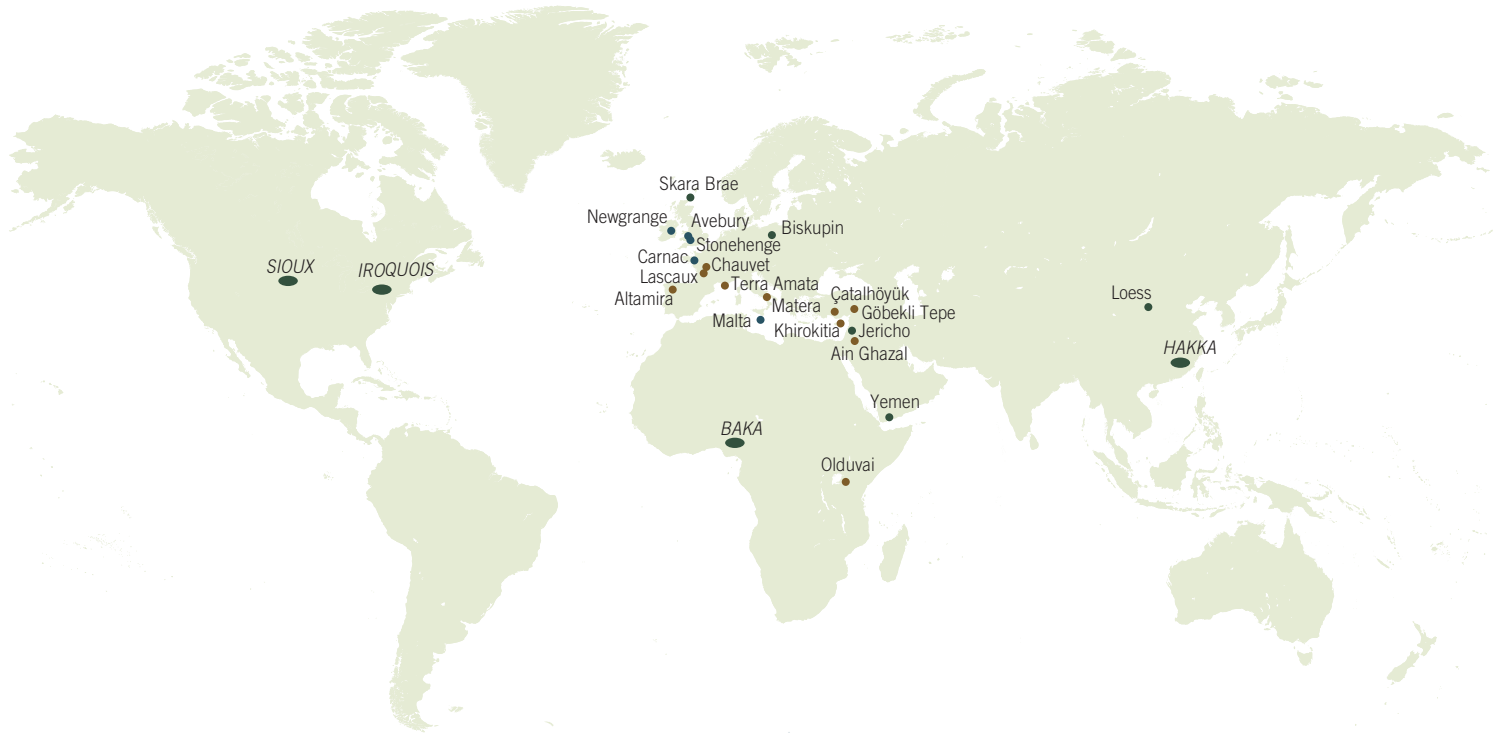 Skara Brae
Newgrange
Avebury
Biskupin
Stonehenge
Carnac
Chauvet
SIOUX
IROQUOIS
Lascaux
Terra Amata
Altamira
Çatalhöyük
Loess
Matera
Göbekli Tepe
Malta
Khirokitia
Jericho
HAKKA
Ain Ghazal
Yemen
BAKA
Olduvai